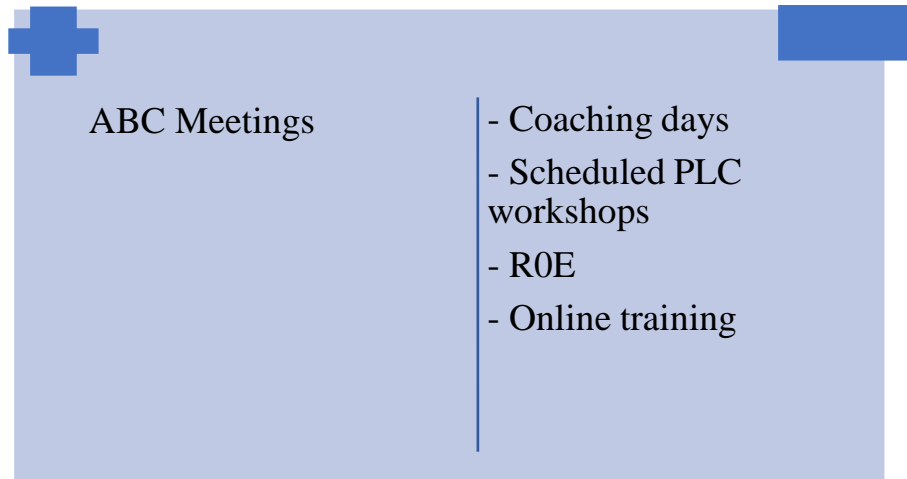 ABC Meetings
- Coaching days
- Scheduled PLC
workshops
- R0E
- Online training